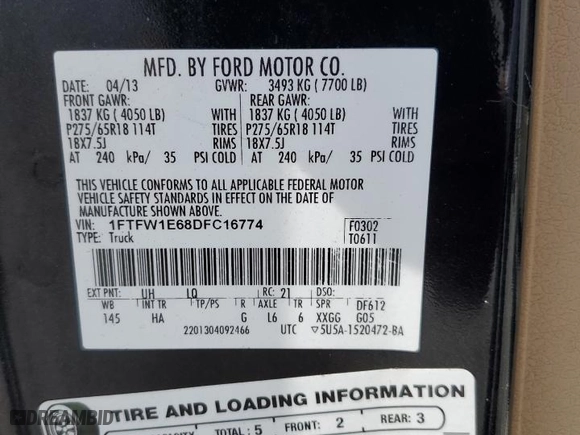 MFD. BY FORD MOTOR CO.
DATE: 04/13 GVWR: 3493 KG ( 7700 LB)
FRONT GAWR: REAR GAWR:
1837 KG ( 4050 LB) 1837 KG ( 4050 LB)
P275/65R18 114T TIRES P275/65R18 114T
18X7.5J RIMS 18X7.5J
AT 240 kPa/ 35 PSI COLD AT 240 kPa/ 35 PSI COLD
THIS VEHICLE CONFORMS TO ALL APPLICABLE FEDERAL MOTOR
VEHICLE SAFETY STANDARDS IN EFFECT ON THE DATE OF
MANUFACTURE SHOWN ABOVE.
VIN: 1FTFW1E68DFC16774 F0302
TYPE: Truck T0611
EXT PNT: UH LQ RC: 21 DSO:
WB INT TR TP/PS R AXLE TR SPR DF612
145 HA G L6 6 XXGG G05
2201304092466 UTC ▽5U5A-1520472-BA
TIRE AND LOADING INFORMATION
TOTAL: 5 FRONT: 2 REAR: 3
DREAMBID